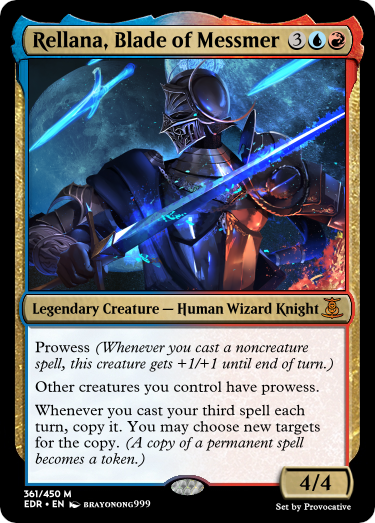 Rellana, Blade of Messmer 3
Legendary Creature — Human Wizard Knight
Prowess (Whenever you cast a noncreature
spell, this creature gets +1/+1 until end of turn.)
Other creatures you control have prowess.
Whenever you cast your third spell each
turn, copy it. You may choose new targets
for the copy. (A copy of a permanent spell
becomes a token.)
4/4
361/450 M
EDR • EN BRAYONONG999
Set by Provocative